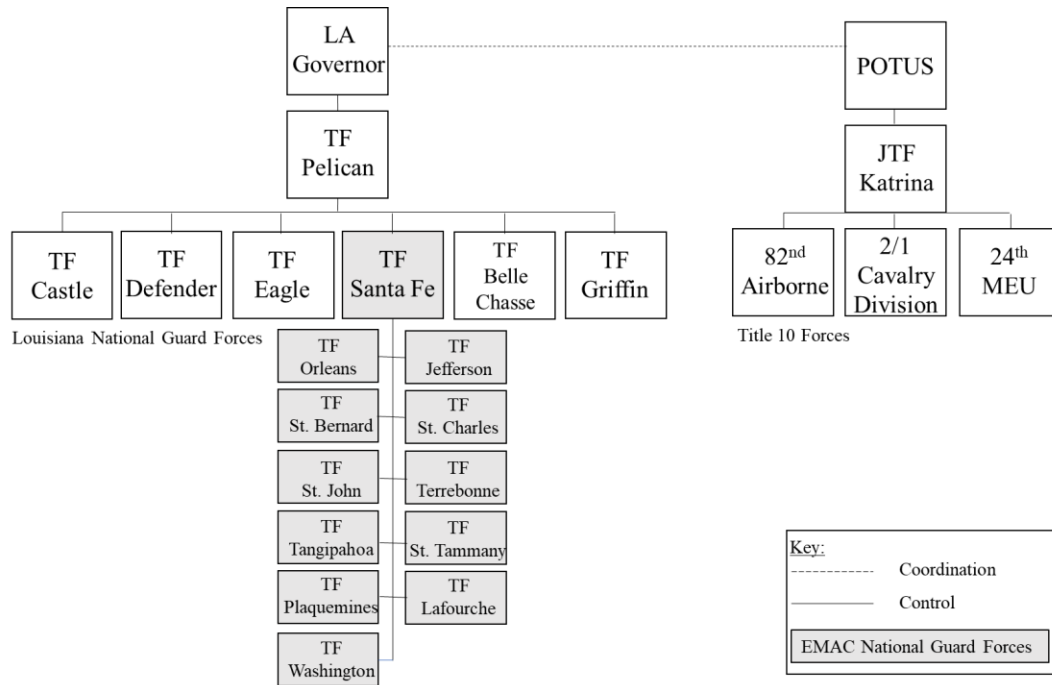 LA
Governor
POTUS
TF
Pelican
JTF
Katrina
TF
Castle
TF
Defender
TF
Eagle
TF
Santa Fe
TF
Belle
Chasse
TF
Griffin
82nd
Airborne
2/1
Cavalry
Division
24th
MEU
Louisiana National Guard Forces
Title 10 Forces
TF
Orleans
TF
Jefferson
TF
St. Bernard
TF
St. Charles
TF
St. John
TF
Terrebonne
TF
Tangipahoa
TF
St. Tammany
TF
Plaquemines
TF
Lafourche
TF
Washington
Key:
Coordination
Control
EMAC National Guard Forces